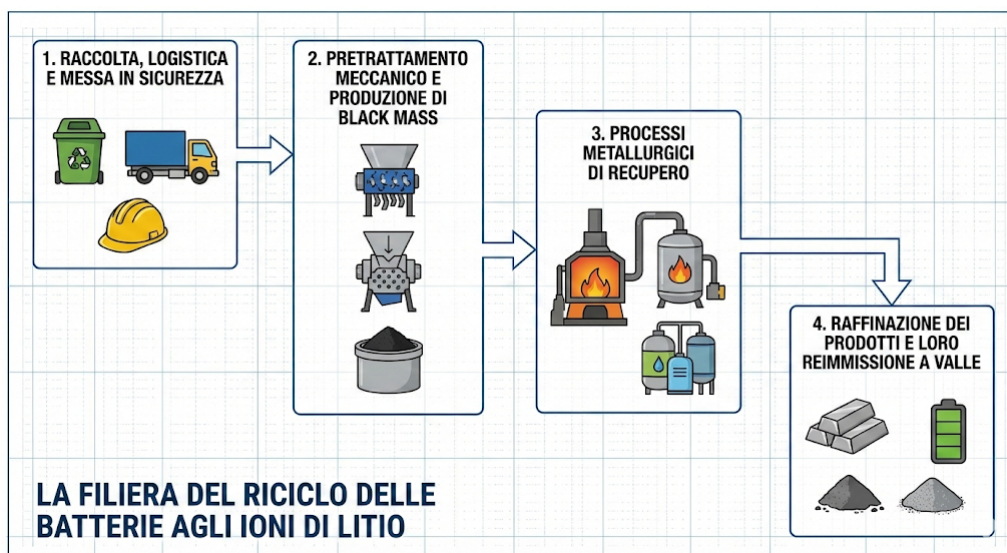 1. RACCOLTA, LOGISTICA
E MESSA IN SICUREZZA
2. PRETRATTAMENTO
MECCANICO E
PRODUZIONE DI
BLACK MASS
3. PROCESSI
METALLURGICI
DI RECUPERO
4. RAFFINAZIONE DEI
PRODOTTI E LORO
REIMMISSIONE A VALLE
LA FILIERA DEL RICICLO DELLE
BATTERIE AGLI IONI DI LITIO